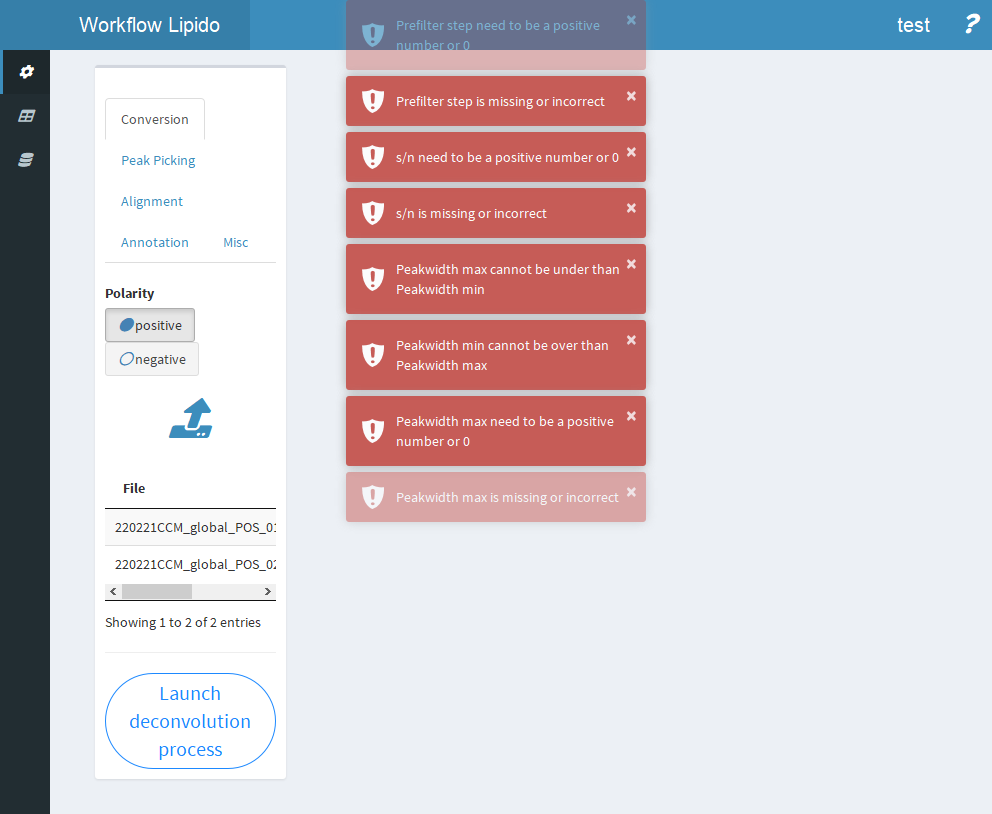 Workflow Lipido
test
?
Conversion
Peak Picking
Alignment
Annotation
Misc
Polarity
positive
negative
File
220221CCM_global_POS_01
220221CCM_global_POS_02
Showing 1 to 2 of 2 entries
Launch
deconvolution
process
Prefilter step need to be a positive
number or 0
×
Prefilter step is missing or incorrect
×
s/n need to be a positive number or 0
×
s/n is missing or incorrect
×
Peakwidth max cannot be under than
Peakwidth min
×
Peakwidth min cannot be over than
Peakwidth max
×
Peakwidth max need to be a positive
number or 0
×
Peakwidth max is missing or incorrect
×